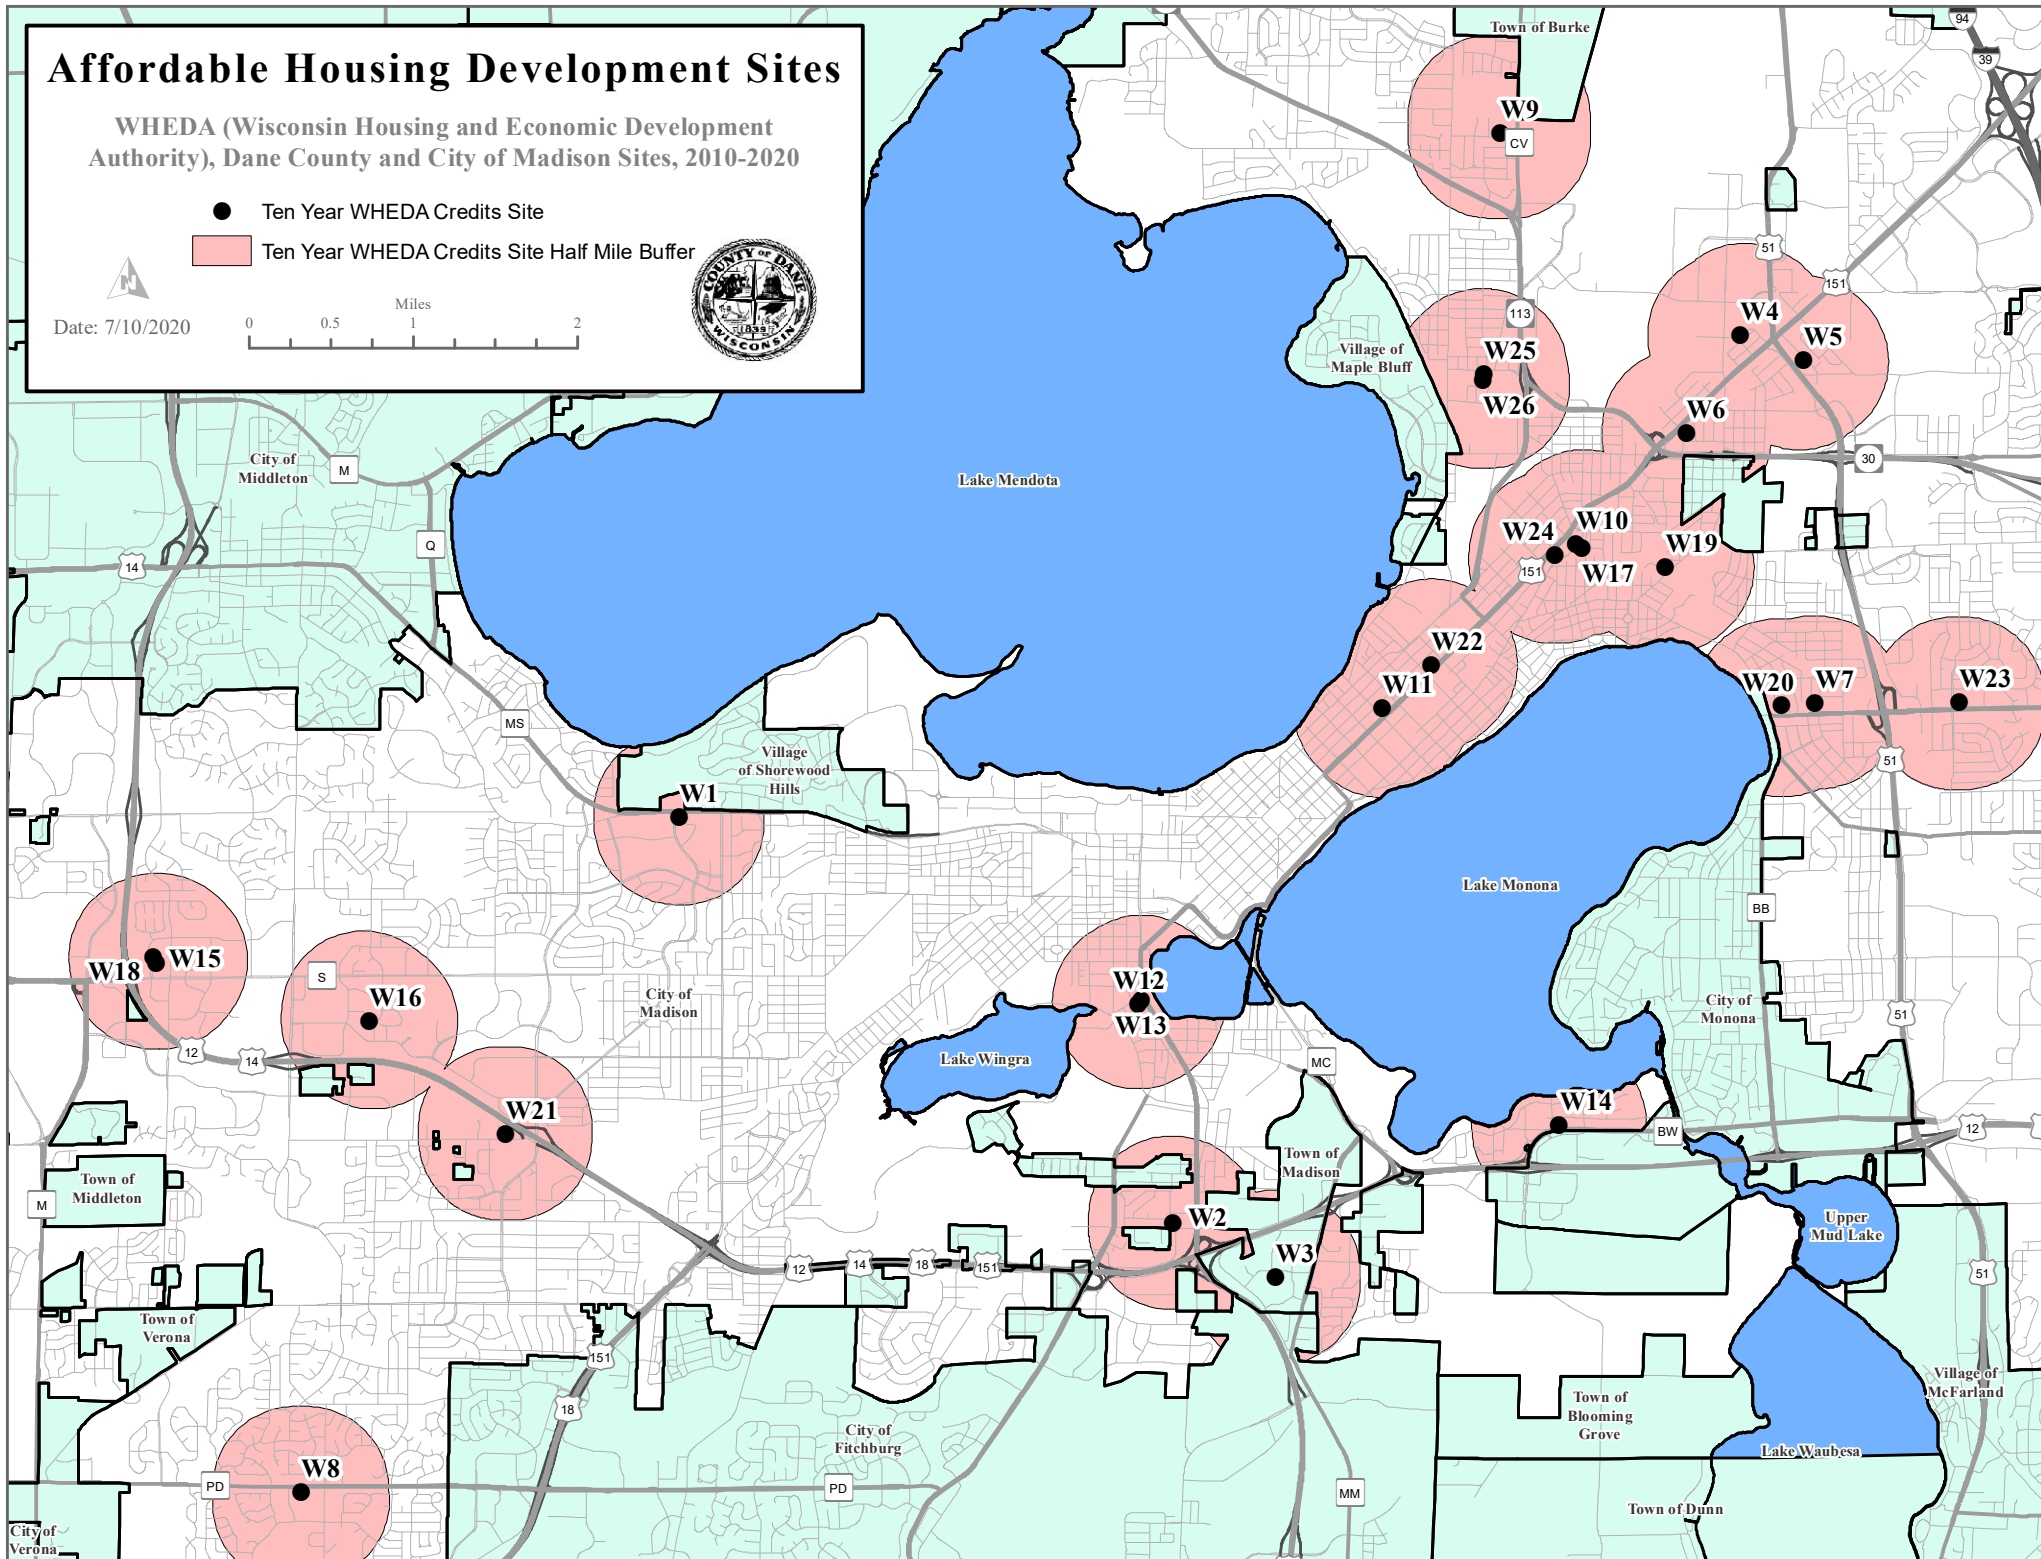 Affordable Housing Development Sites
WHEDA (Wisconsin Housing and Economic Development
Authority), Dane County and City of Madison Sites, 2010-2020
Ten Year WHEDA Credits Site
Ten Year WHEDA Credits Site Half Mile Buffer
N
Date: 7/10/2020
Miles
0 0.5 1 2
COUNTY OF DANE
1839
WISCONSIN
Town of Burke
94
39
W9
CV
51
151
113
W4
W5
Village of
Maple Bluff
W25
W26
W6
30
City of
Middleton
M
Lake Mendota
Q
14
W24
W10
W19
151
W17
W22
W11
W20
W7
W23
MS
51
Village
of Shorewood
Hills
W1
Lake Monona
BB
W18
W15
S
W16
City of
Madison
W12
W13
City of
Monona
51
12
14
Lake Wingra
MC
W21
W14
BW
12
Town of
Madison
Town of
Middleton
M
W2
Upper
Mud Lake
W3
12
14
18
151
51
Town of
Verona
151
18
Village of
McFarland
Town of
Blooming
Grove
City of
Fitchburg
Lake Waubesa
W8
PD
PD
MM
Town of Dunn
City of
Verona